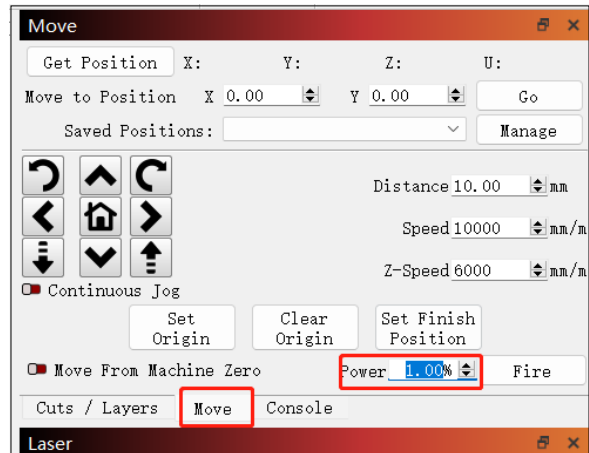 Move
Get Position X: Y: Z: U:
Move to Position X 0.00 Y 0.00 Go
Saved Positions: Manage
Distance 10.00 mm
Speed 10000 mm/m
Z-Speed 6000 mm/m
Continuous Jog
Set Origin Clear Origin Set Finish Position
Move From Machine Zero Power 1.00% Fire
Cuts / Layers Move Console
Laser